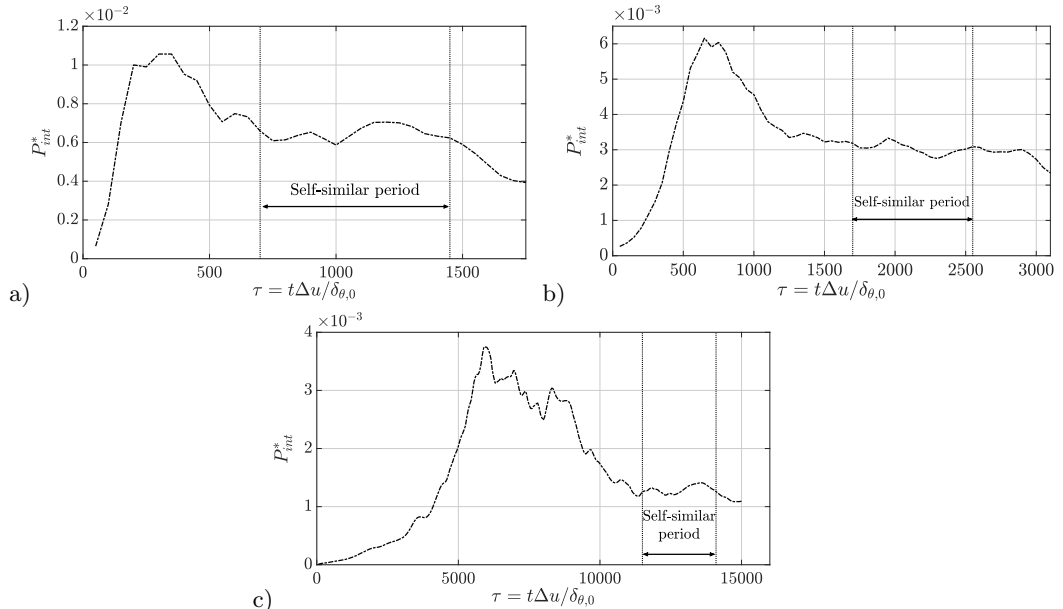 ×10⁻²
1.2
1
0.8
0.6
0.4
0.2
0
P*int
Self-similar period
0 500 1000 1500
τ = tΔu/δθ,0
a)
×10⁻³
6
5
4
3
2
1
0
P*int
Self-similar period
0 500 1000 1500 2000 2500 3000
τ = tΔu/δθ,0
b)
×10⁻³
4
3
2
1
0
P*int
Self-similar
period
0 5000 10000 15000
τ = tΔu/δθ,0
c)